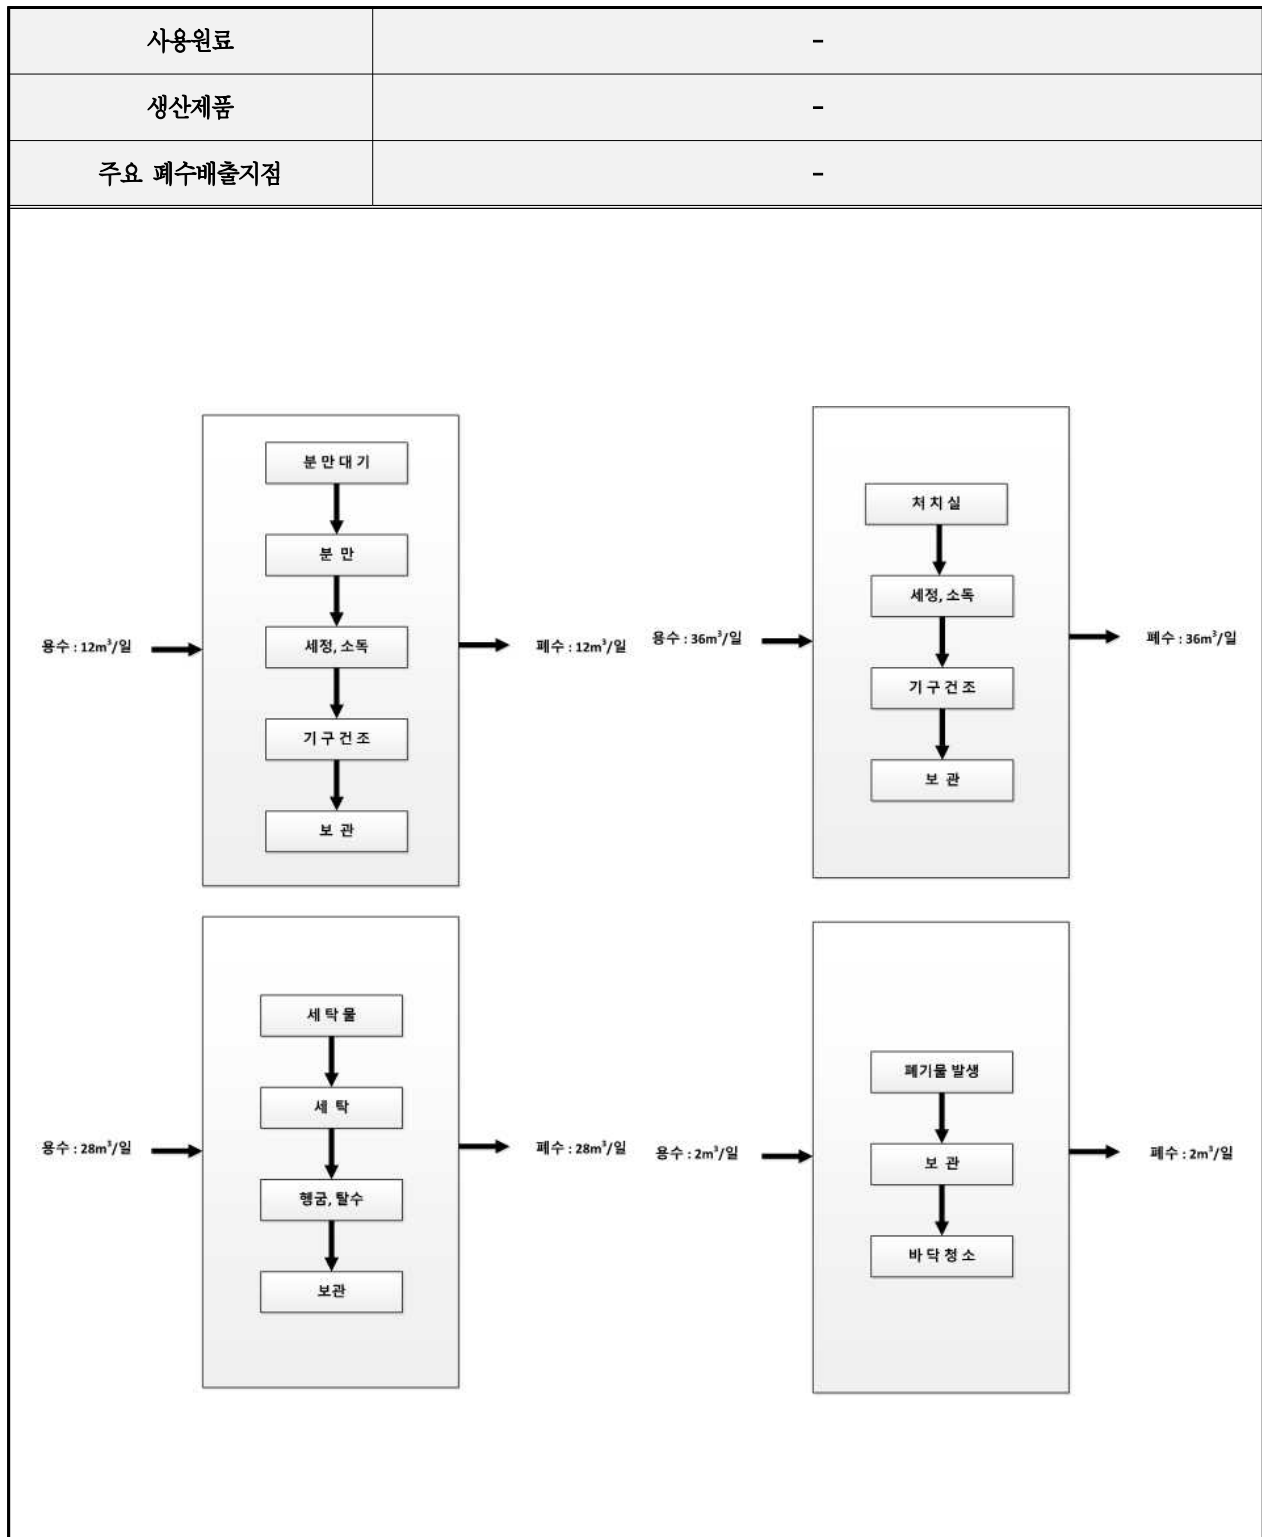 사용원료 -
생산제품 -
주요 폐수배출지점 -
분 만 대 기
분 만
세정, 소독
기 구 건 조
보 관
용수 : 12m³/일
폐수 : 12m³/일
처 치 실
세정, 소독
기 구 건 조
보 관
용수 : 36m³/일
폐수 : 36m³/일
세 탁 물
세 탁
헹굼, 탈수
보관
용수 : 28m³/일
폐수 : 28m³/일
폐기물 발생
보 관
바 닥 청 소
용수 : 2m³/일
폐수 : 2m³/일